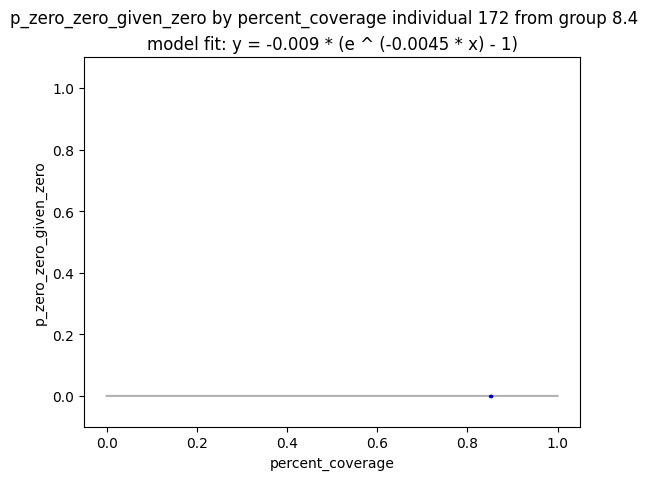 p_zero_zero_given_zero by percent_coverage individual 172 from group 8.4
model fit: y = -0.009 * (e ^ (-0.0045 * x) - 1)
1.0
0.8
0.6
0.4
0.2
0.0
p_zero_zero_given_zero
0.0 0.2 0.4 0.6 0.8 1.0
percent_coverage